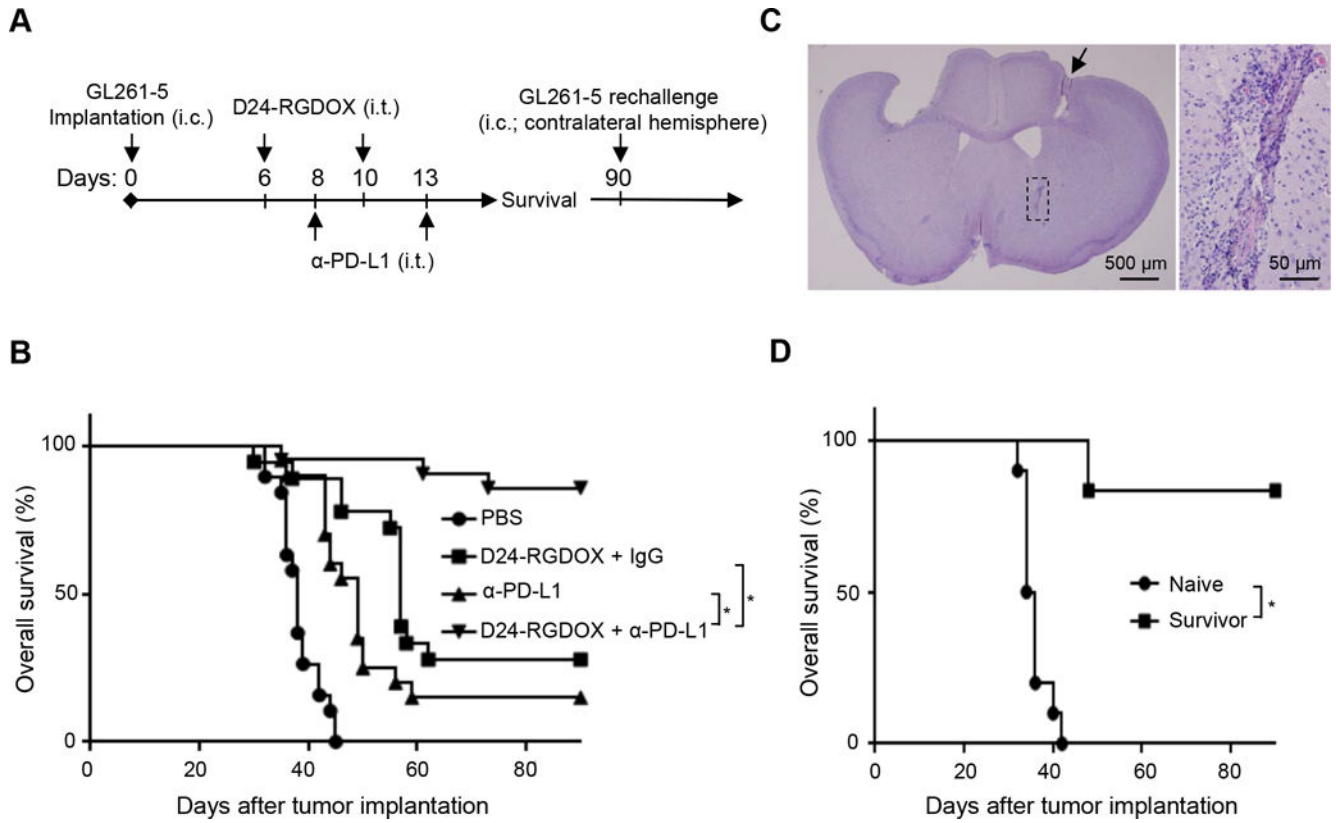 A
GL261-5
Implantation (i.c.)
D24-RGDOX (i.t.)
GL261-5 rechallenge
(i.c.; contralateral hemisphere)
Days: 0 6 8 10 13 90
Survival
α-PD-L1 (i.t.)
C
500 µm
50 µm
B
Overall survival (%)
100
50
0
0 20 40 60 80
Days after tumor implantation
PBS
D24-RGDOX + IgG
α-PD-L1
D24-RGDOX + α-PD-L1
* *
D
Overall survival (%)
100
50
0
0 20 40 60 80
Days after tumor implantation
Naive
Survivor
*